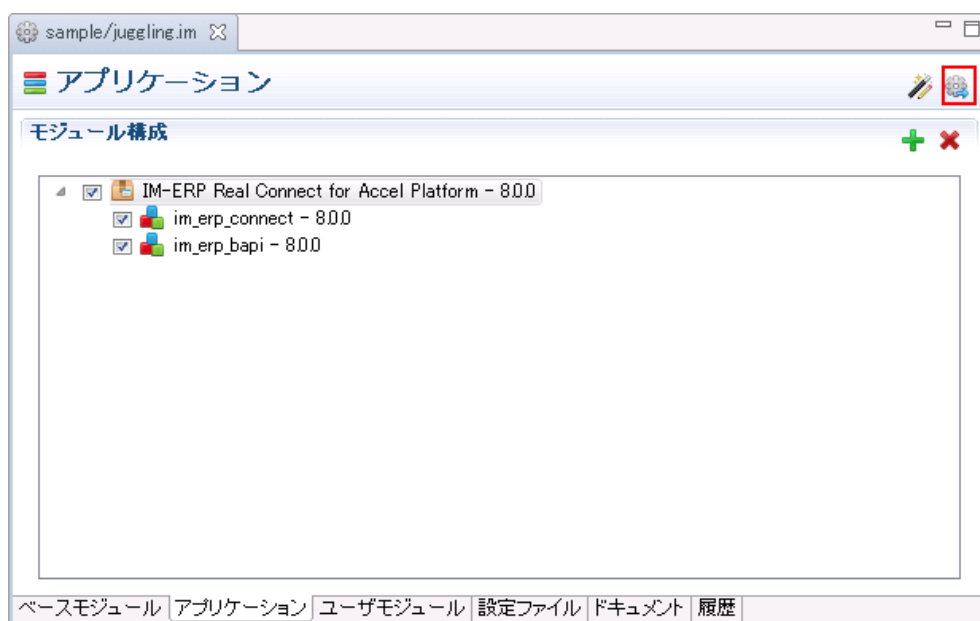 sample/juggling.im
アプリケーション
モジュール構成
IM-ERP Real Connect for Accel Platform - 8.0.0
im_erp_connect - 8.0.0
im_erp_bapi - 8.0.0
ベースモジュール アプリケーション ユーザモジュール 設定ファイル ドキュメント 履歴